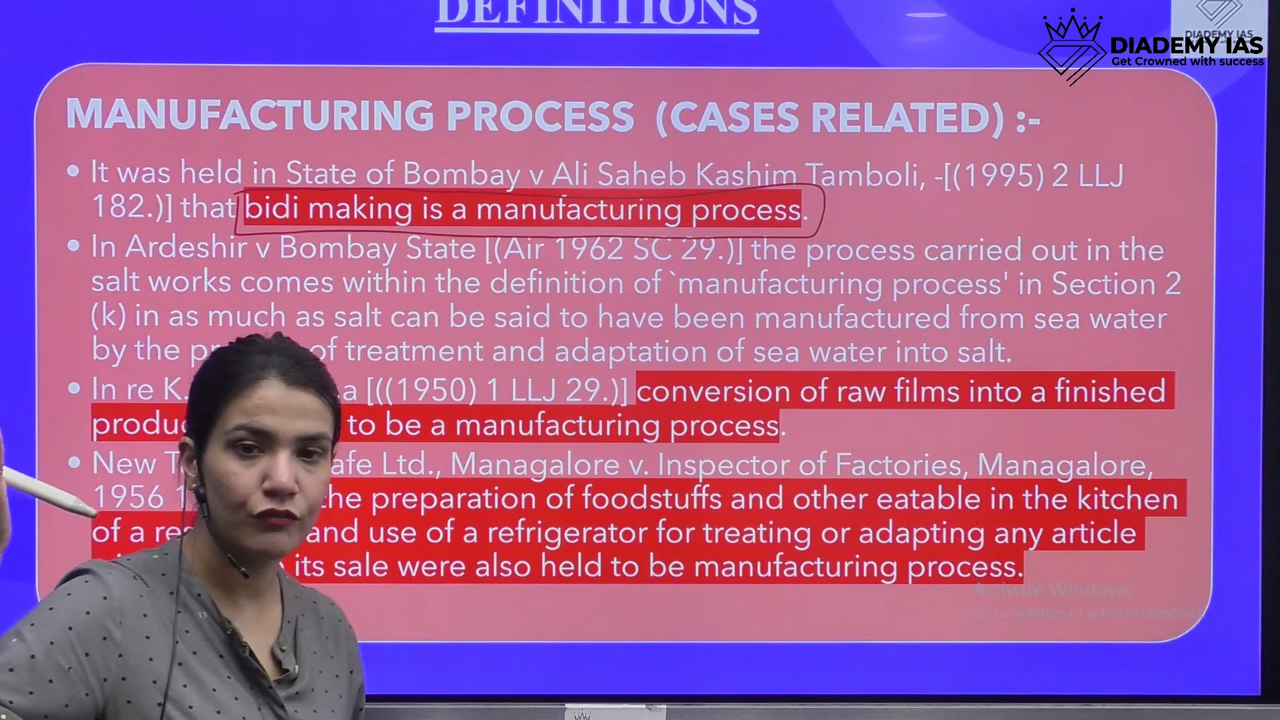 DEFINITIONS
DIADEMY IAS
DIADEMY IAS
Get Crowned with success
MANUFACTURING PROCESS (CASES RELATED) :-
• It was held in State of Bombay v Ali Saheb Kashim Tamboli, -[(1995) 2 LLJ
182.)] that bidi making is a manufacturing process.
• In Ardeshir v Bombay State [(Air 1962 SC 29.)] the process carried out in the
salt works comes within the definition of `manufacturing process' in Section 2
(k) in as much as salt can be said to have been manufactured from sea water
by the of treatment and adaptation of sea water into salt.
• In re K. a [((1950) 1 LLJ 29.)] conversion of raw films into a finished
to be a manufacturing process.
• New Ltd., Managalore v. Inspector of Factories, Managalore,
1956 the preparation of foodstuffs and other eatable in the kitchen
of a and use of a refrigerator for treating or adapting any article
its sale were also held to be manufacturing process.
Activate Windows